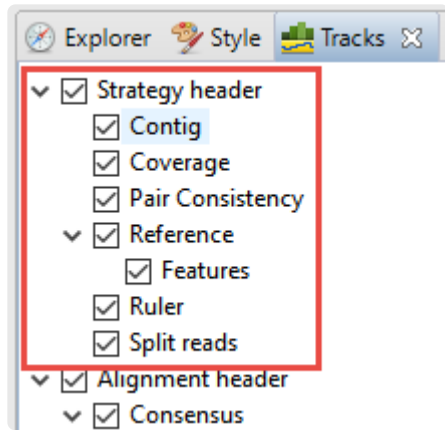 Explorer Style Tracks
Strategy header
Contig
Coverage
Pair Consistency
Reference
Features
Ruler
Split reads
Alignment header
Consensus